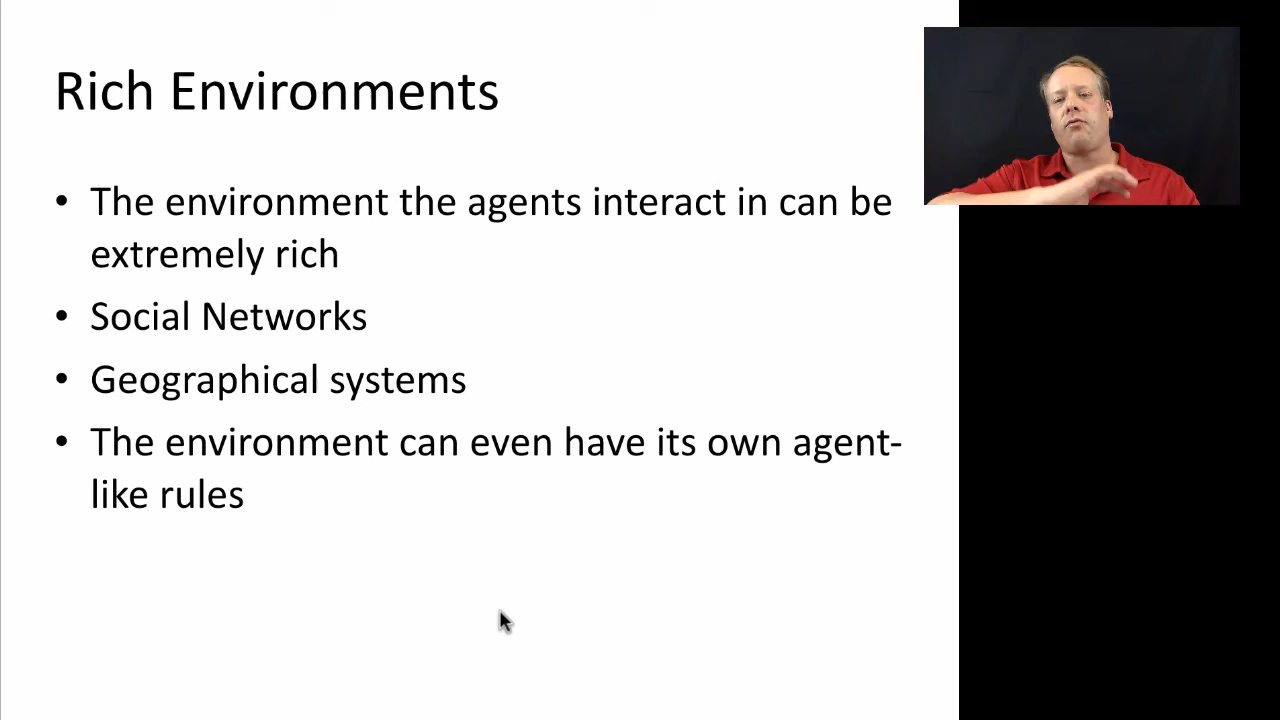 Rich Environments
• The environment the agents interact in can be
extremely rich
• Social Networks
• Geographical systems
• The environment can even have its own agent-
like rules